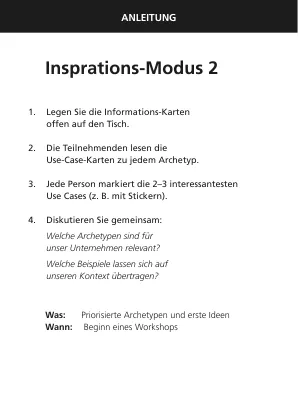 ANLEITUNG
Insprations-Modus 2
1. Legen Sie die Informations-Karten
offen auf den Tisch.
2. Die Teilnehmenden lesen die
Use-Case-Karten zu jedem Archetyp.
3. Jede Person markiert die 2–3 interessantesten
Use Cases (z. B. mit Stickern).
4. Diskutieren Sie gemeinsam:
Welche Archetypen sind für
unser Unternehmen relevant?
Welche Beispiele lassen sich auf
unseren Kontext übertragen?
Was: Priorisierte Archetypen und erste Ideen
Wann: Beginn eines Workshops